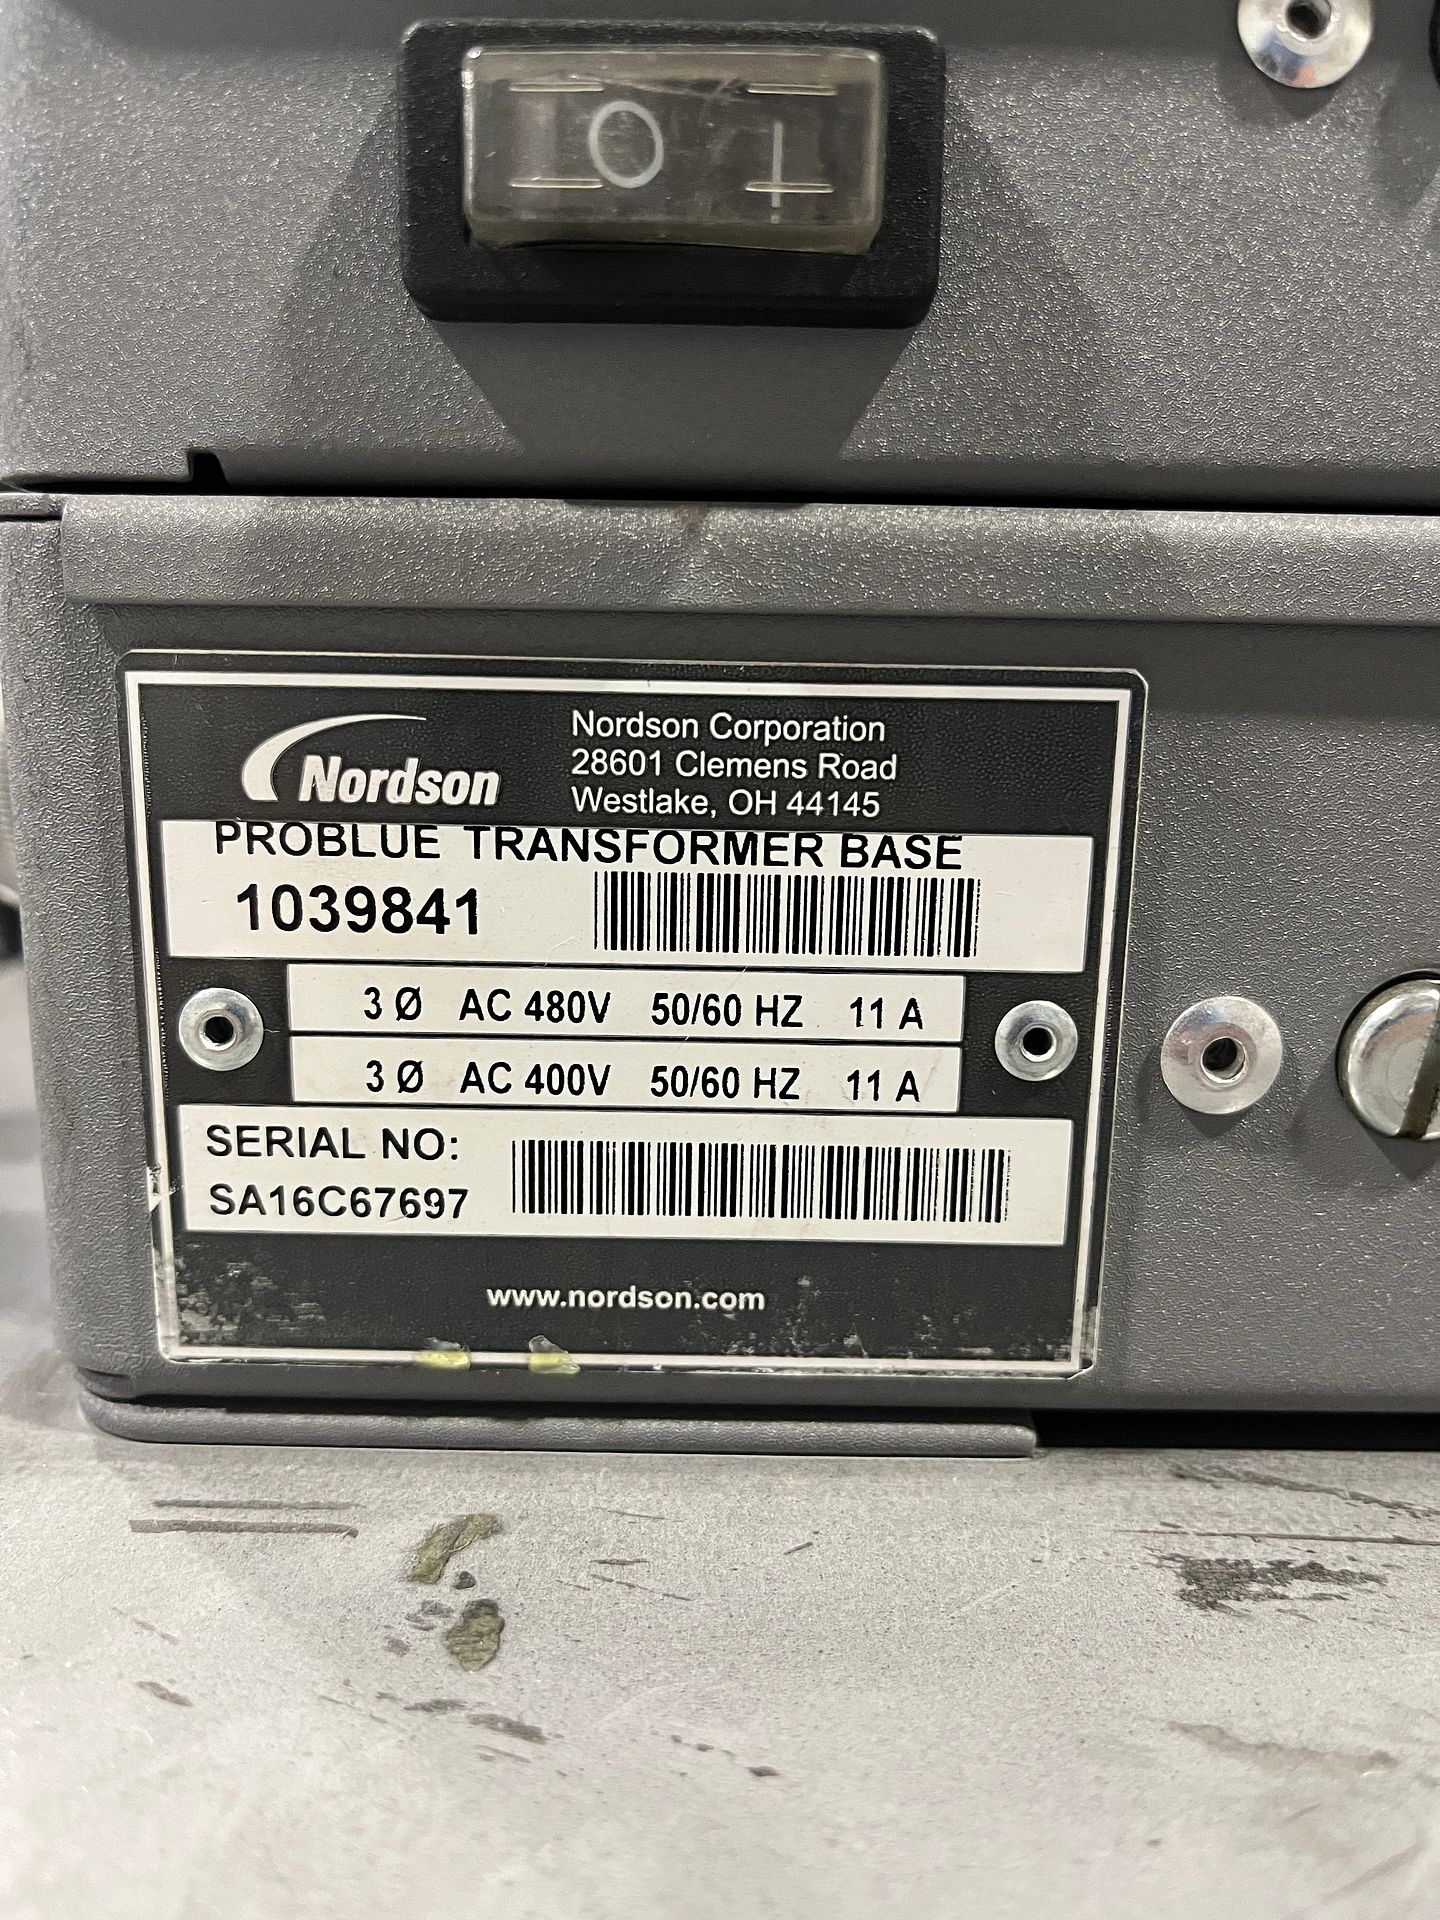 O I
Nordson
Nordson Corporation
28601 Clemens Road
Westlake, OH 44145
PROBLUE TRANSFORMER BASE
1039841
3 Ø AC 480V 50/60 HZ 11 A
3 Ø AC 400V 50/60 HZ 11 A
SERIAL NO:
SA16C67697
www.nordson.com